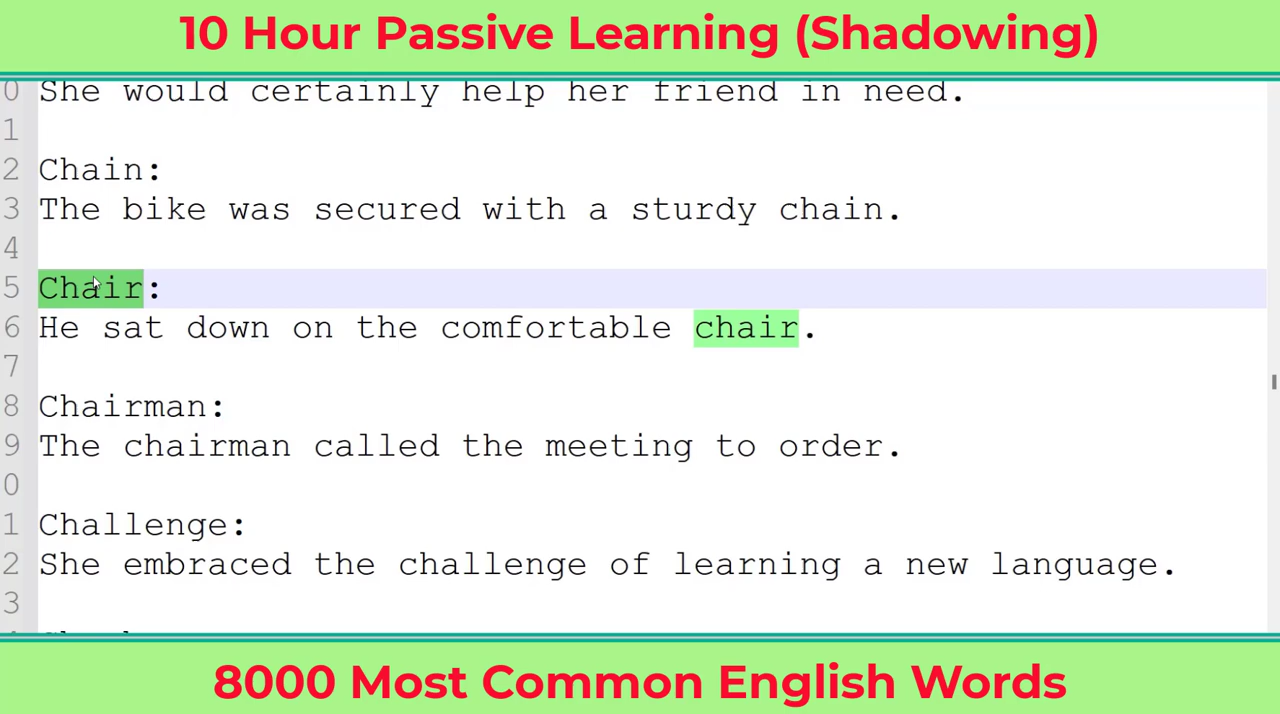 10 Hour Passive Learning (Shadowing)
0 She would certainly help her friend in need.
1
2 Chain:
3 The bike was secured with a sturdy chain.
4
5 Chair:
6 He sat down on the comfortable chair.
7
8 Chairman:
9 The chairman called the meeting to order.
0
1 Challenge:
2 She embraced the challenge of learning a new language.
3
8000 Most Common English Words